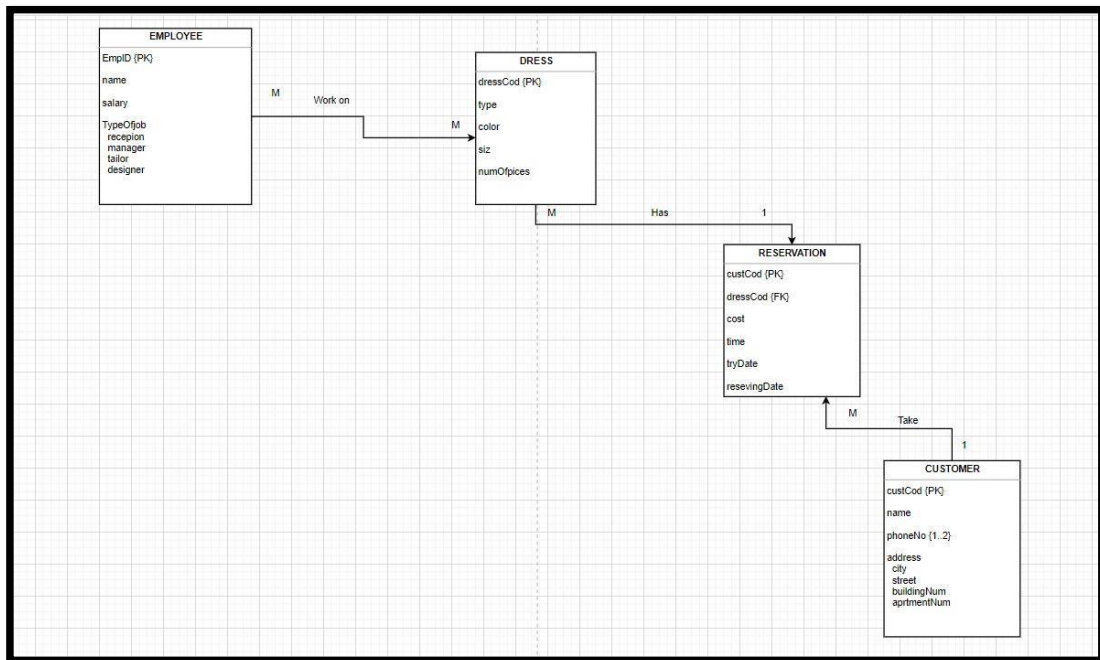 EMPLOYEE
EmpID {PK}
name
salary
TypeOfjob
recepion
manager
tailor
designer
M
Work on
M
DRESS
dressCod {PK}
type
color
siz
numOfpices
M
Has
1
RESERVATION
custCod {PK}
dressCod {FK}
cost
time
tryDate
resevingDate
M
Take
1
CUSTOMER
custCod {PK}
name
phoneNo {1..2}
address
city
street
buildingNum
aprtmentNum